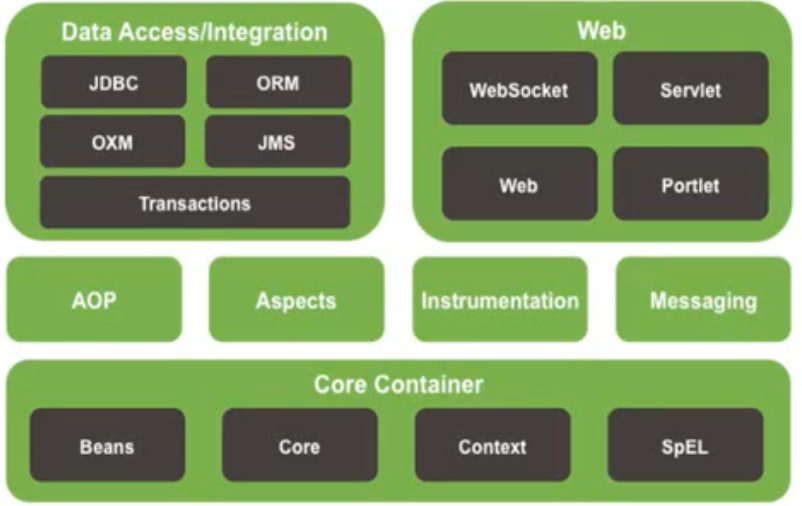 Data Access/Integration
JDBC
ORM
OXM
JMS
Transactions
Web
WebSocket
Servlet
Web
Portlet
AOP
Aspects
Instrumentation
Messaging
Core Container
Beans
Core
Context
SpEL